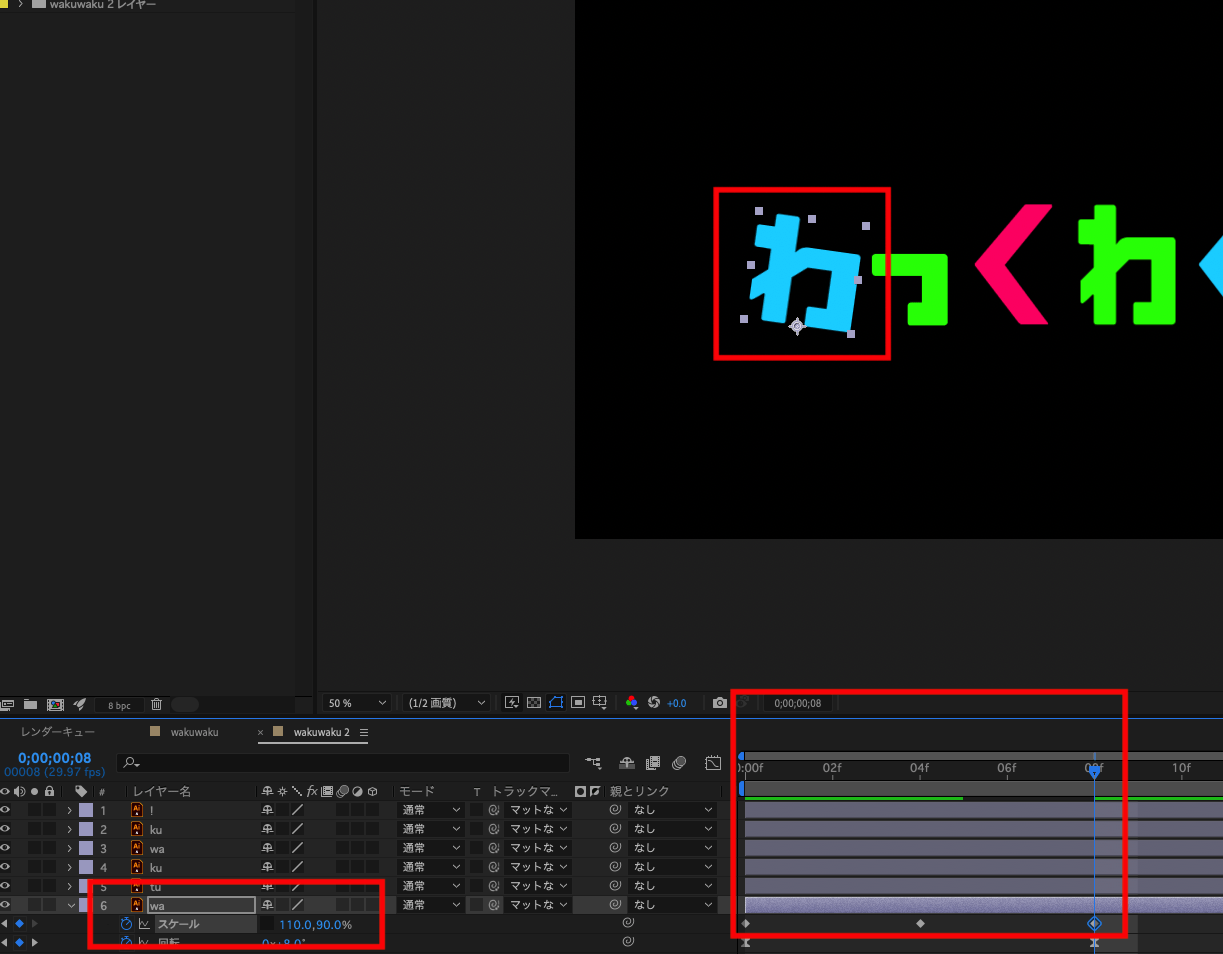 wakuwaku 2 レイヤー
わっくわ
8 bpc
50 %
(1/2 画質)
+0.0
0;00;00;08
レンダーキュー
wakuwaku
× wakuwaku 2
0;00;00;08
00008 (29.97 fps)
:00f 02f 04f 06f 08f 10f
# レイヤー名 fx モード T トラックマ... 親とリンク
1 Ai ! 通常 マットな なし
2 Ai ku 通常 マットな なし
3 Ai wa 通常 マットな なし
4 Ai ku 通常 マットな なし
5 Ai tu 通常 マットな なし
6 Ai wa 通常 マットな なし
スケール 110.0,90.0%
回転 0x+8.0°